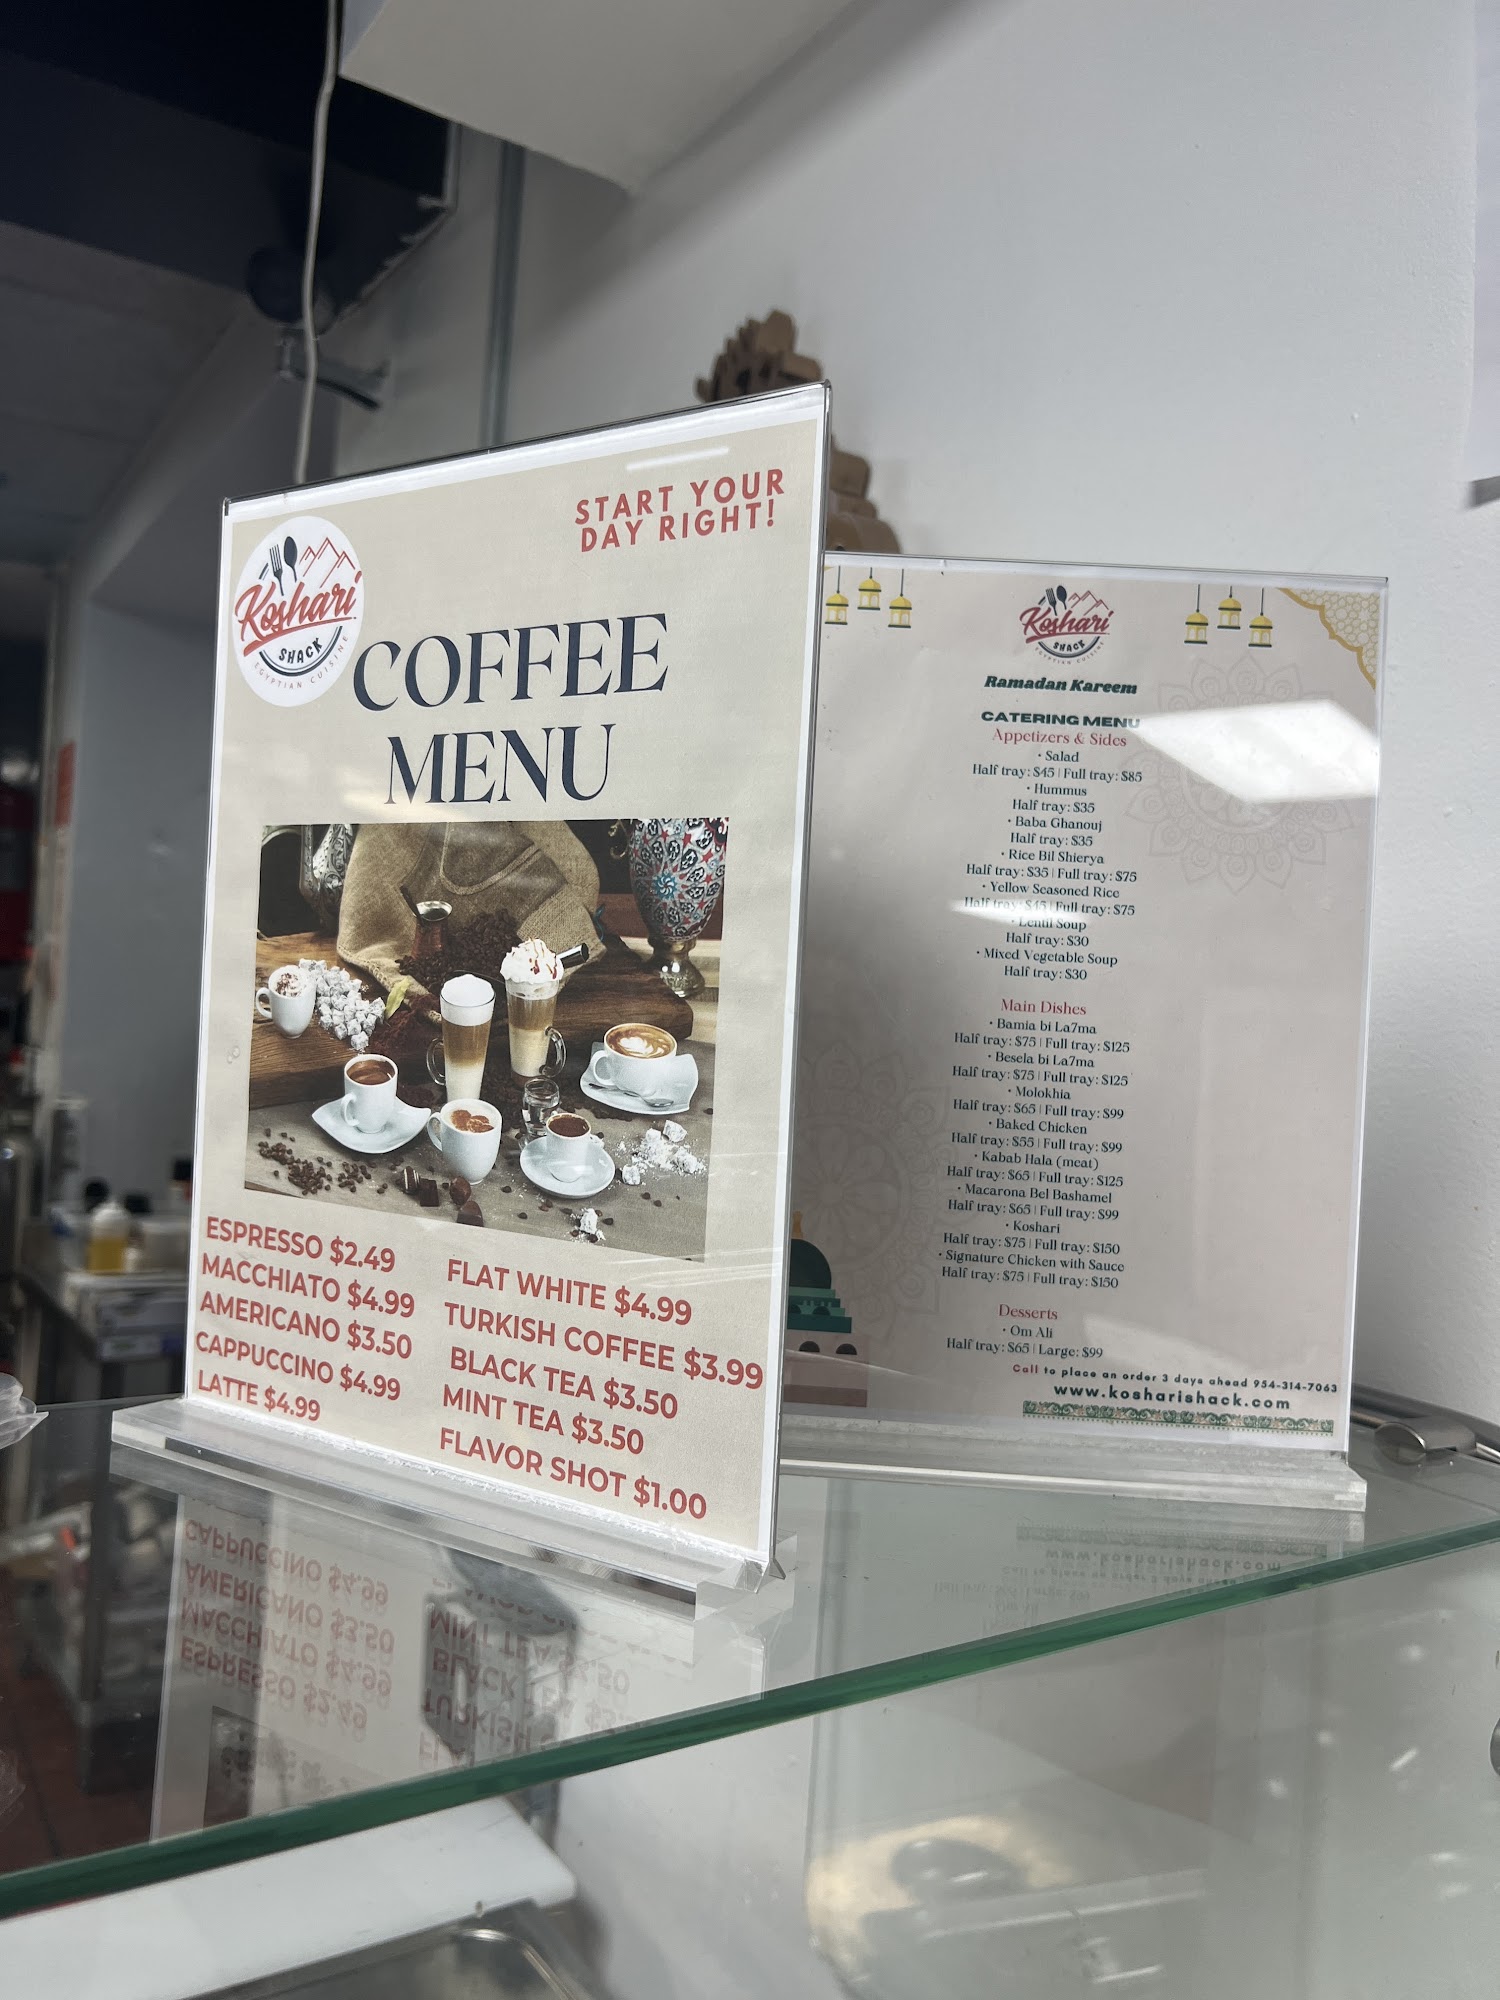 START YOUR
DAY RIGHT!
Koshari
SHACK
EGYPTIAN CUISINE
COFFEE
MENU
ESPRESSO $2.49
MACCHIATO $4.99
AMERICANO $3.50
CAPPUCCINO $4.99
LATTE $4.99
FLAT WHITE $4.99
TURKISH COFFEE $3.99
BLACK TEA $3.50
MINT TEA $3.50
FLAVOR SHOT $1.00
Koshari
SHACK
EGYPTIAN CUISINE
Ramadan Kareem
CATERING MENU
Appetizers & Sides
• Salad
Half tray: $45 | Full tray: $85
• Hummus
Half tray: $35
• Baba Ghanouj
Half tray: $35
• Rice Bil Shierya
Half tray: $35 | Full tray: $75
• Yellow Seasoned Rice
Half tray: $45 | Full tray: $75
• Lentil Soup
Half tray: $30
• Mixed Vegetable Soup
Half tray: $30
Main Dishes
• Bamia bi La7ma
Half tray: $75 | Full tray: $125
• Besela bi La7ma
Half tray: $75 | Full tray: $125
• Molokhia
Half tray: $65 | Full tray: $99
• Baked Chicken
Half tray: $55 | Full tray: $99
• Kabab Hala (meat)
Half tray: $65 | Full tray: $125
• Macarona Bel Bashamel
Half tray: $65 | Full tray: $99
• Koshari
Half tray: $75 | Full tray: $150
• Signature Chicken with Sauce
Half tray: $75 | Full tray: $150
Desserts
• Om Ali
Half tray: $65 | Large: $99
Call to place an order 3 days ahead 954-314-7063
www.kosharishack.com